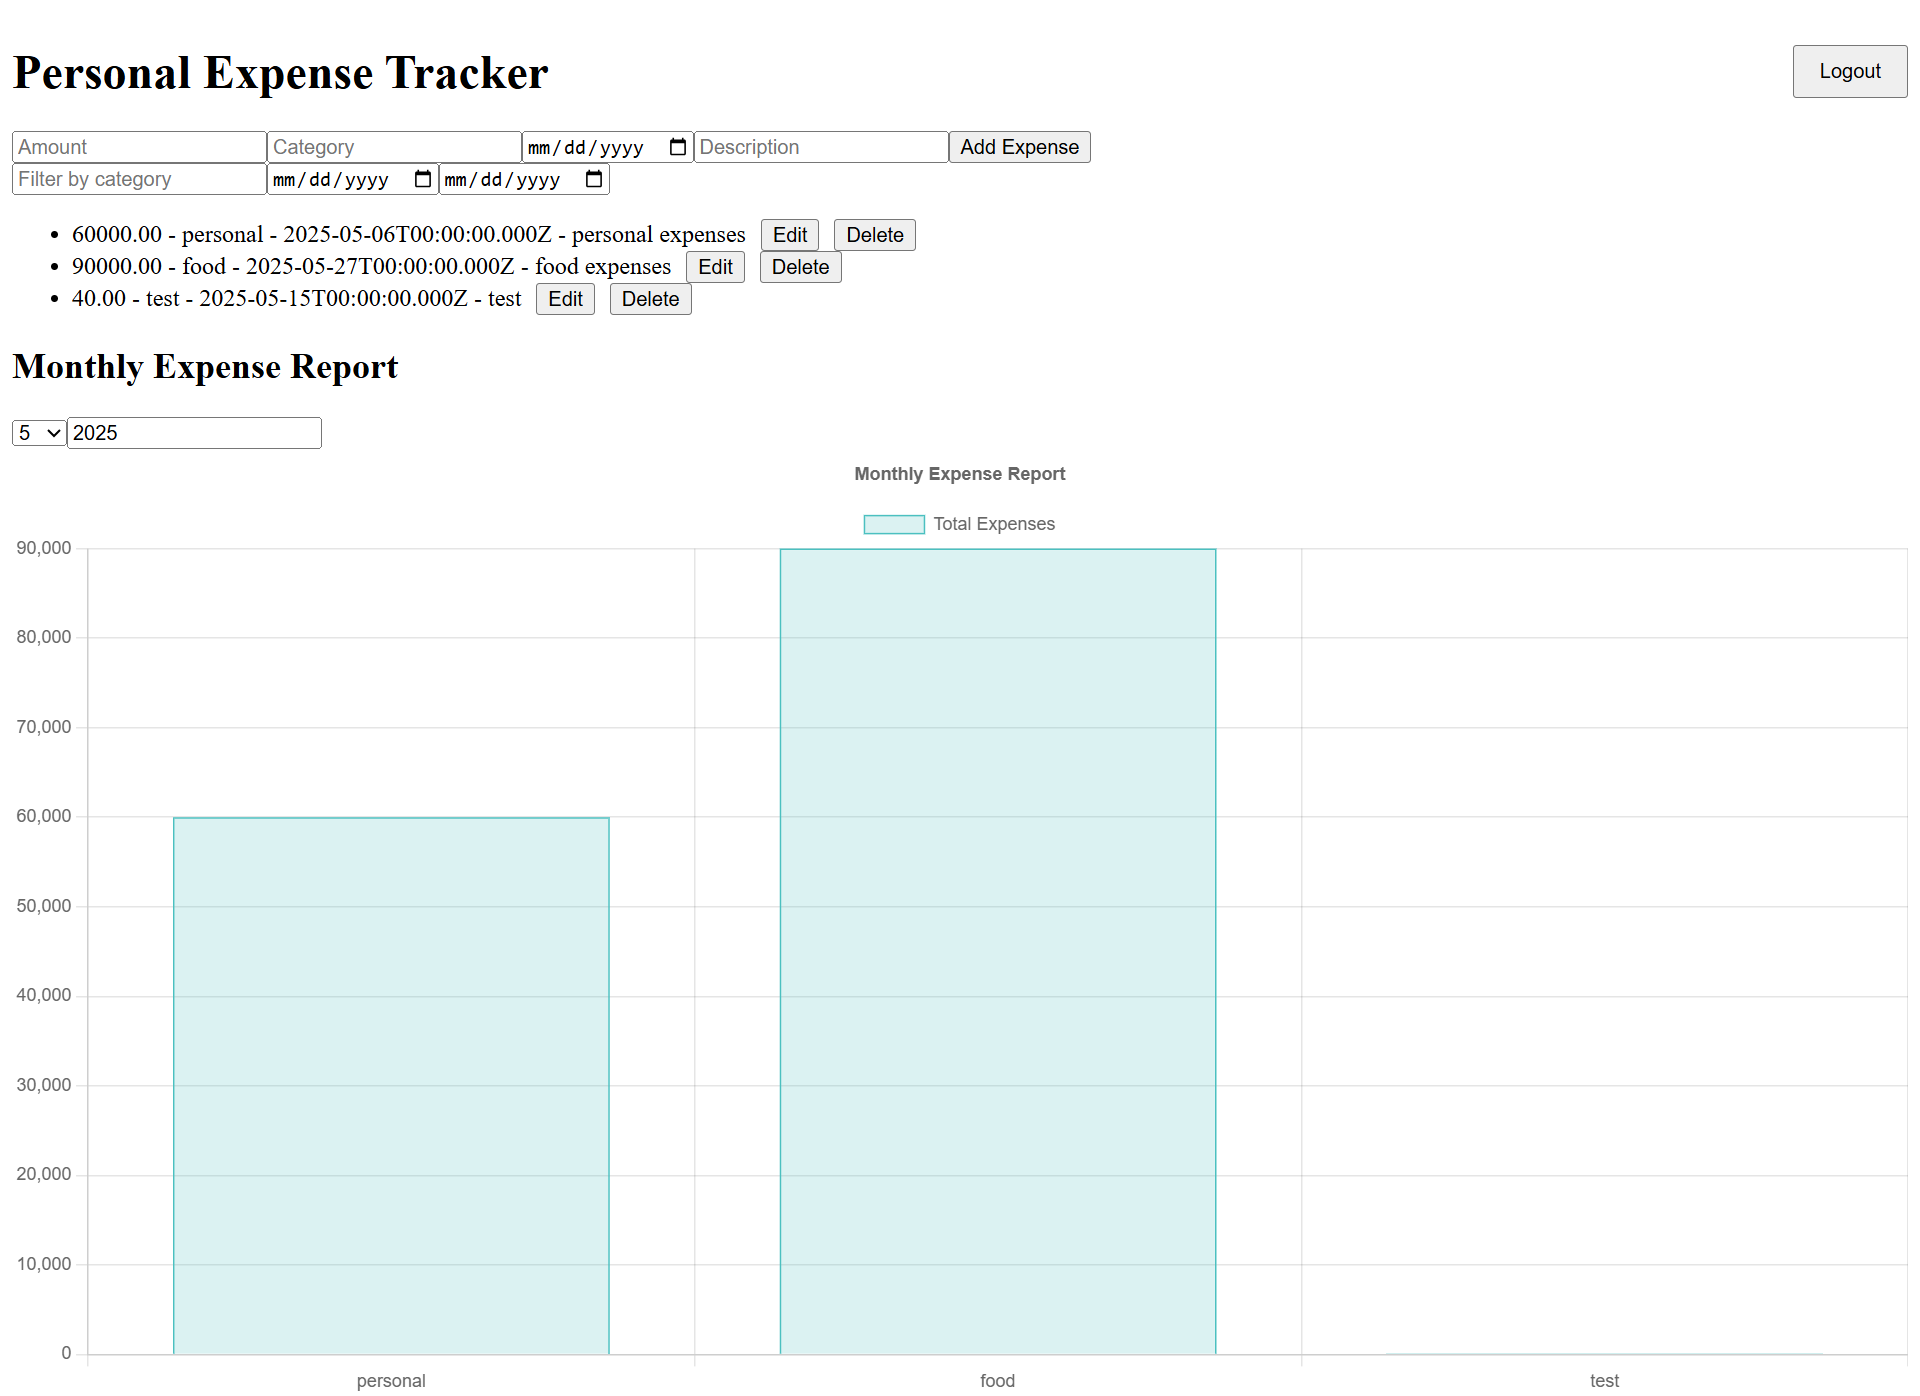 Personal Expense Tracker
Logout
Amount Category mm/dd/yyyy Description Add Expense
Filter by category mm/dd/yyyy mm/dd/yyyy
• 60000.00 - personal - 2025-05-06T00:00:00.000Z - personal expenses Edit Delete
• 90000.00 - food - 2025-05-27T00:00:00.000Z - food expenses Edit Delete
• 40.00 - test - 2025-05-15T00:00:00.000Z - test Edit Delete
Monthly Expense Report
5 2025
Monthly Expense Report
Total Expenses
90,000
80,000
70,000
60,000
50,000
40,000
30,000
20,000
10,000
0
personal food test